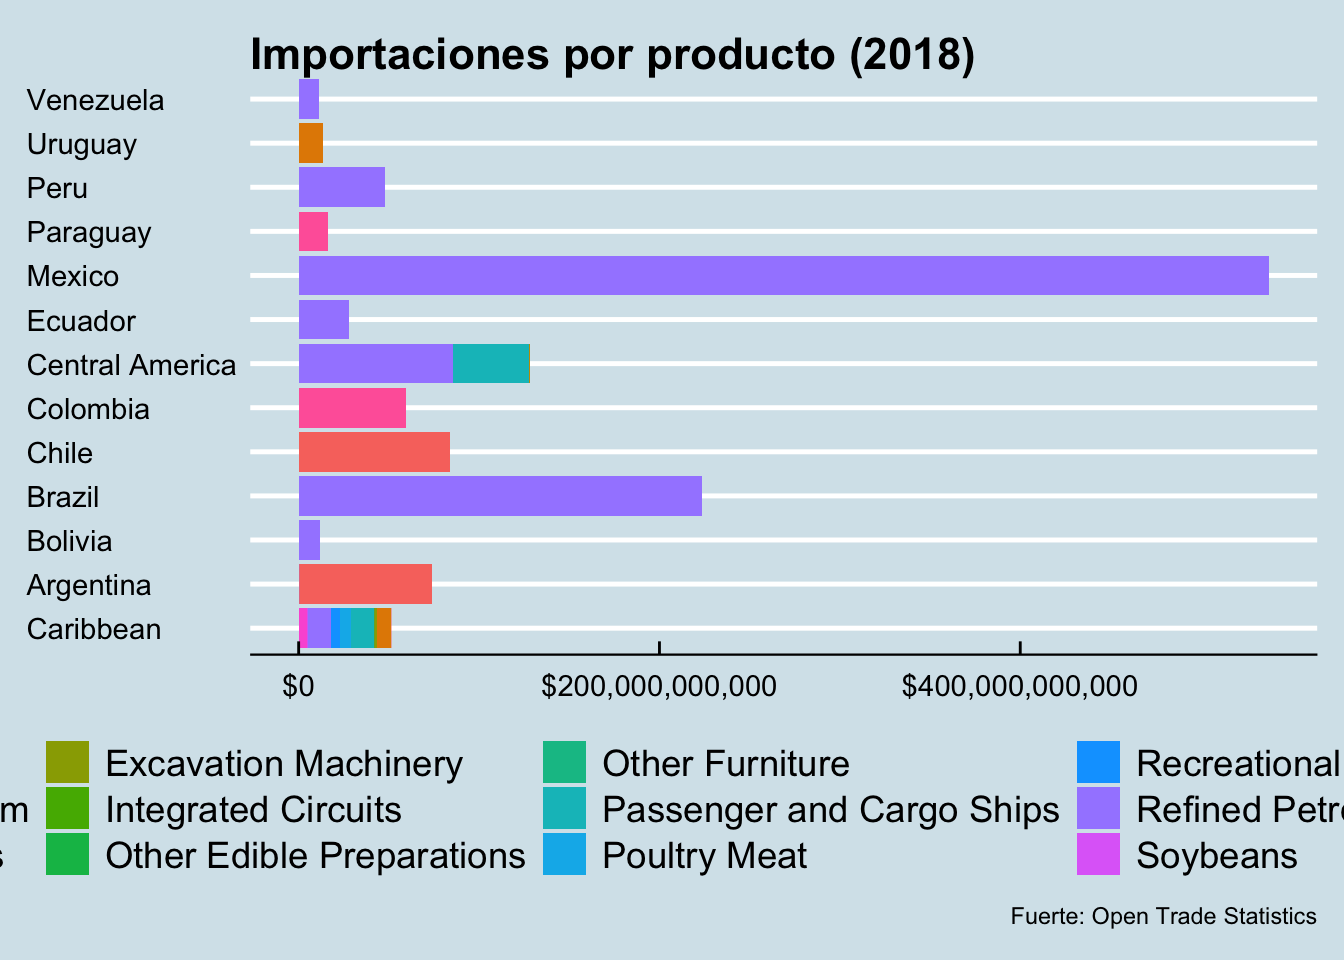 Importaciones por producto (2018)
Venezuela
Uruguay
Peru
Paraguay
Mexico
Ecuador
Central America
Colombia
Chile
Brazil
Bolivia
Argentina
Caribbean
$0 $200,000,000,000 $400,000,000,000
Excavation Machinery Other Furniture Recreational
m Integrated Circuits Passenger and Cargo Ships Refined Petr
s Other Edible Preparations Poultry Meat Soybeans
Fuerte: Open Trade Statistics